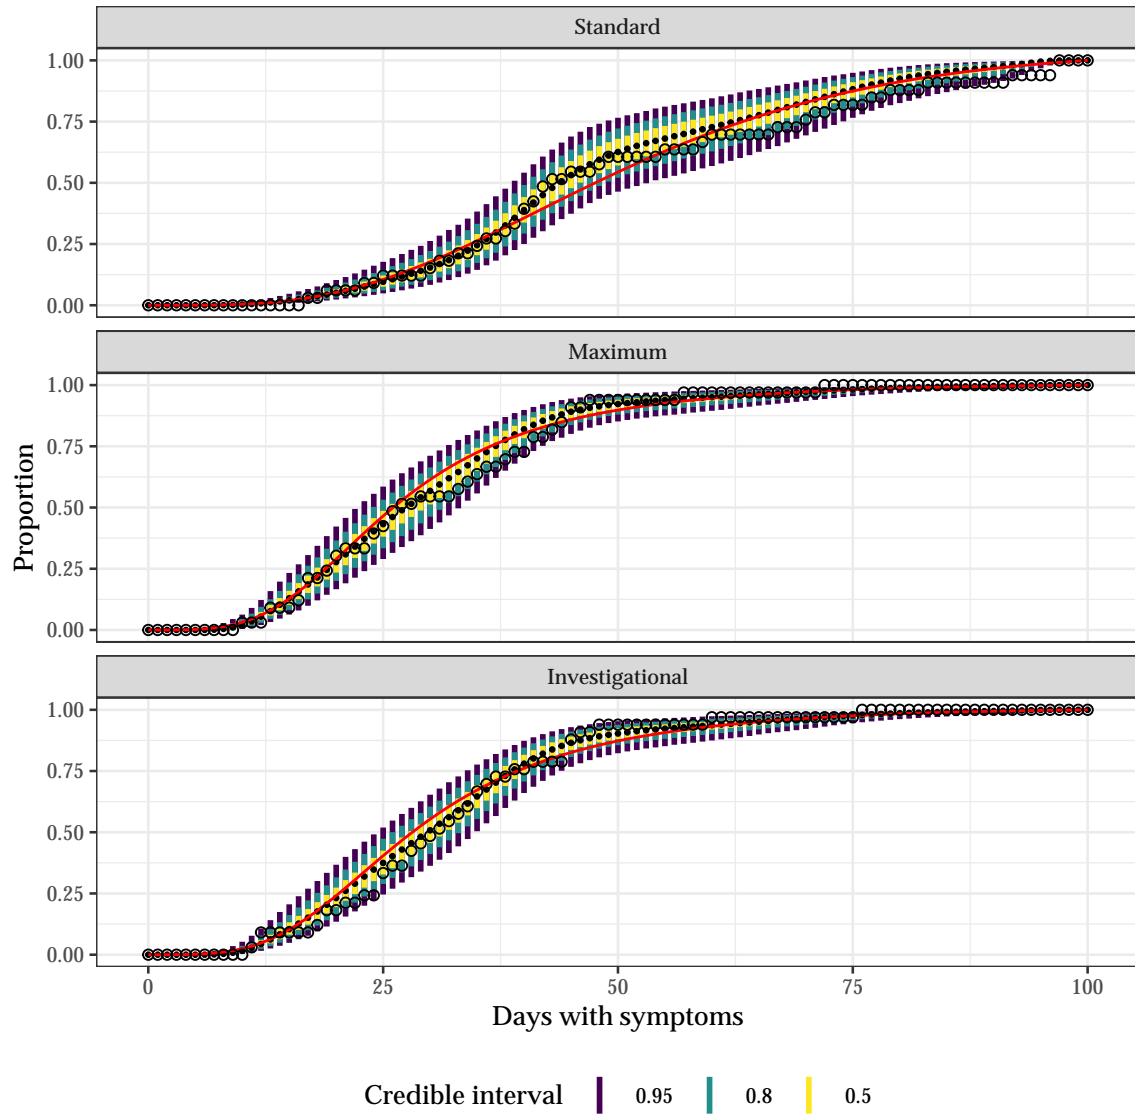 Standard
1.00
0.75
0.50
0.25
0.00
Maximum
1.00
0.75
0.50
0.25
0.00
Proportion
Investigational
1.00
0.75
0.50
0.25
0.00
0 25 50 75 100
Days with symptoms
Credible interval 0.95 0.8 0.5